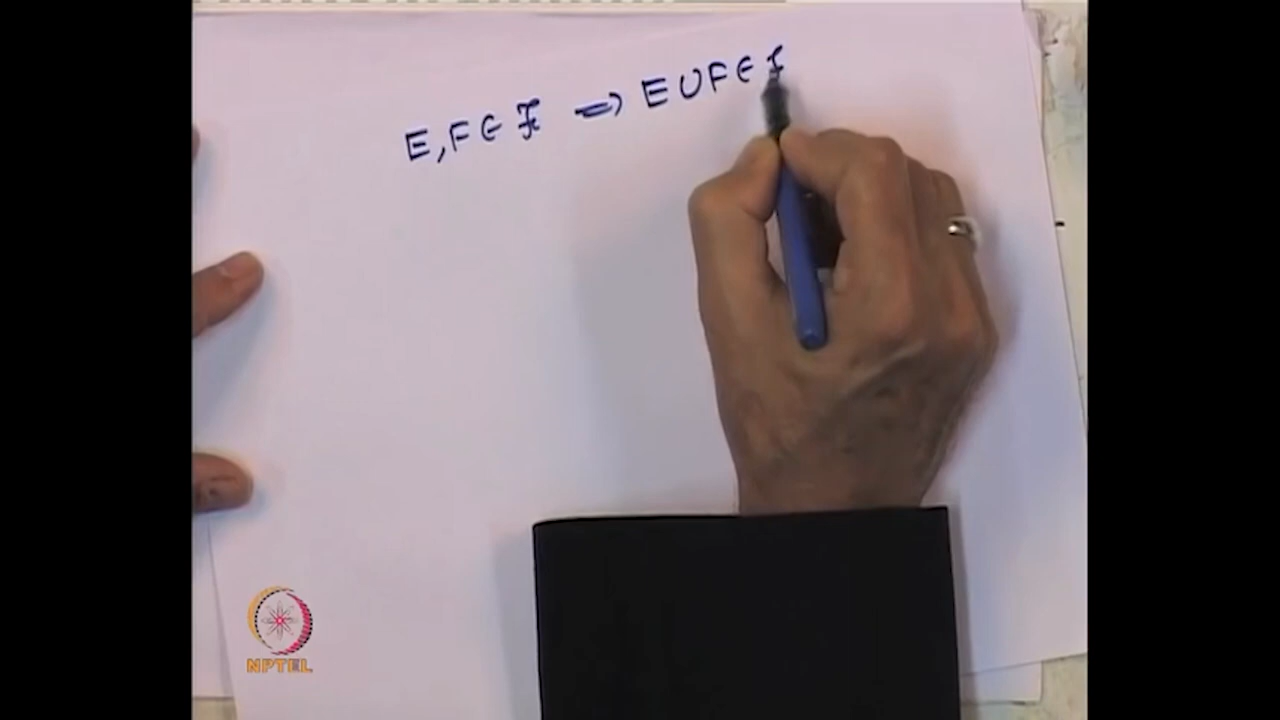 E, F ∈ ℱ ⇒ E ∪ F ∈ ℱ
NPTEL